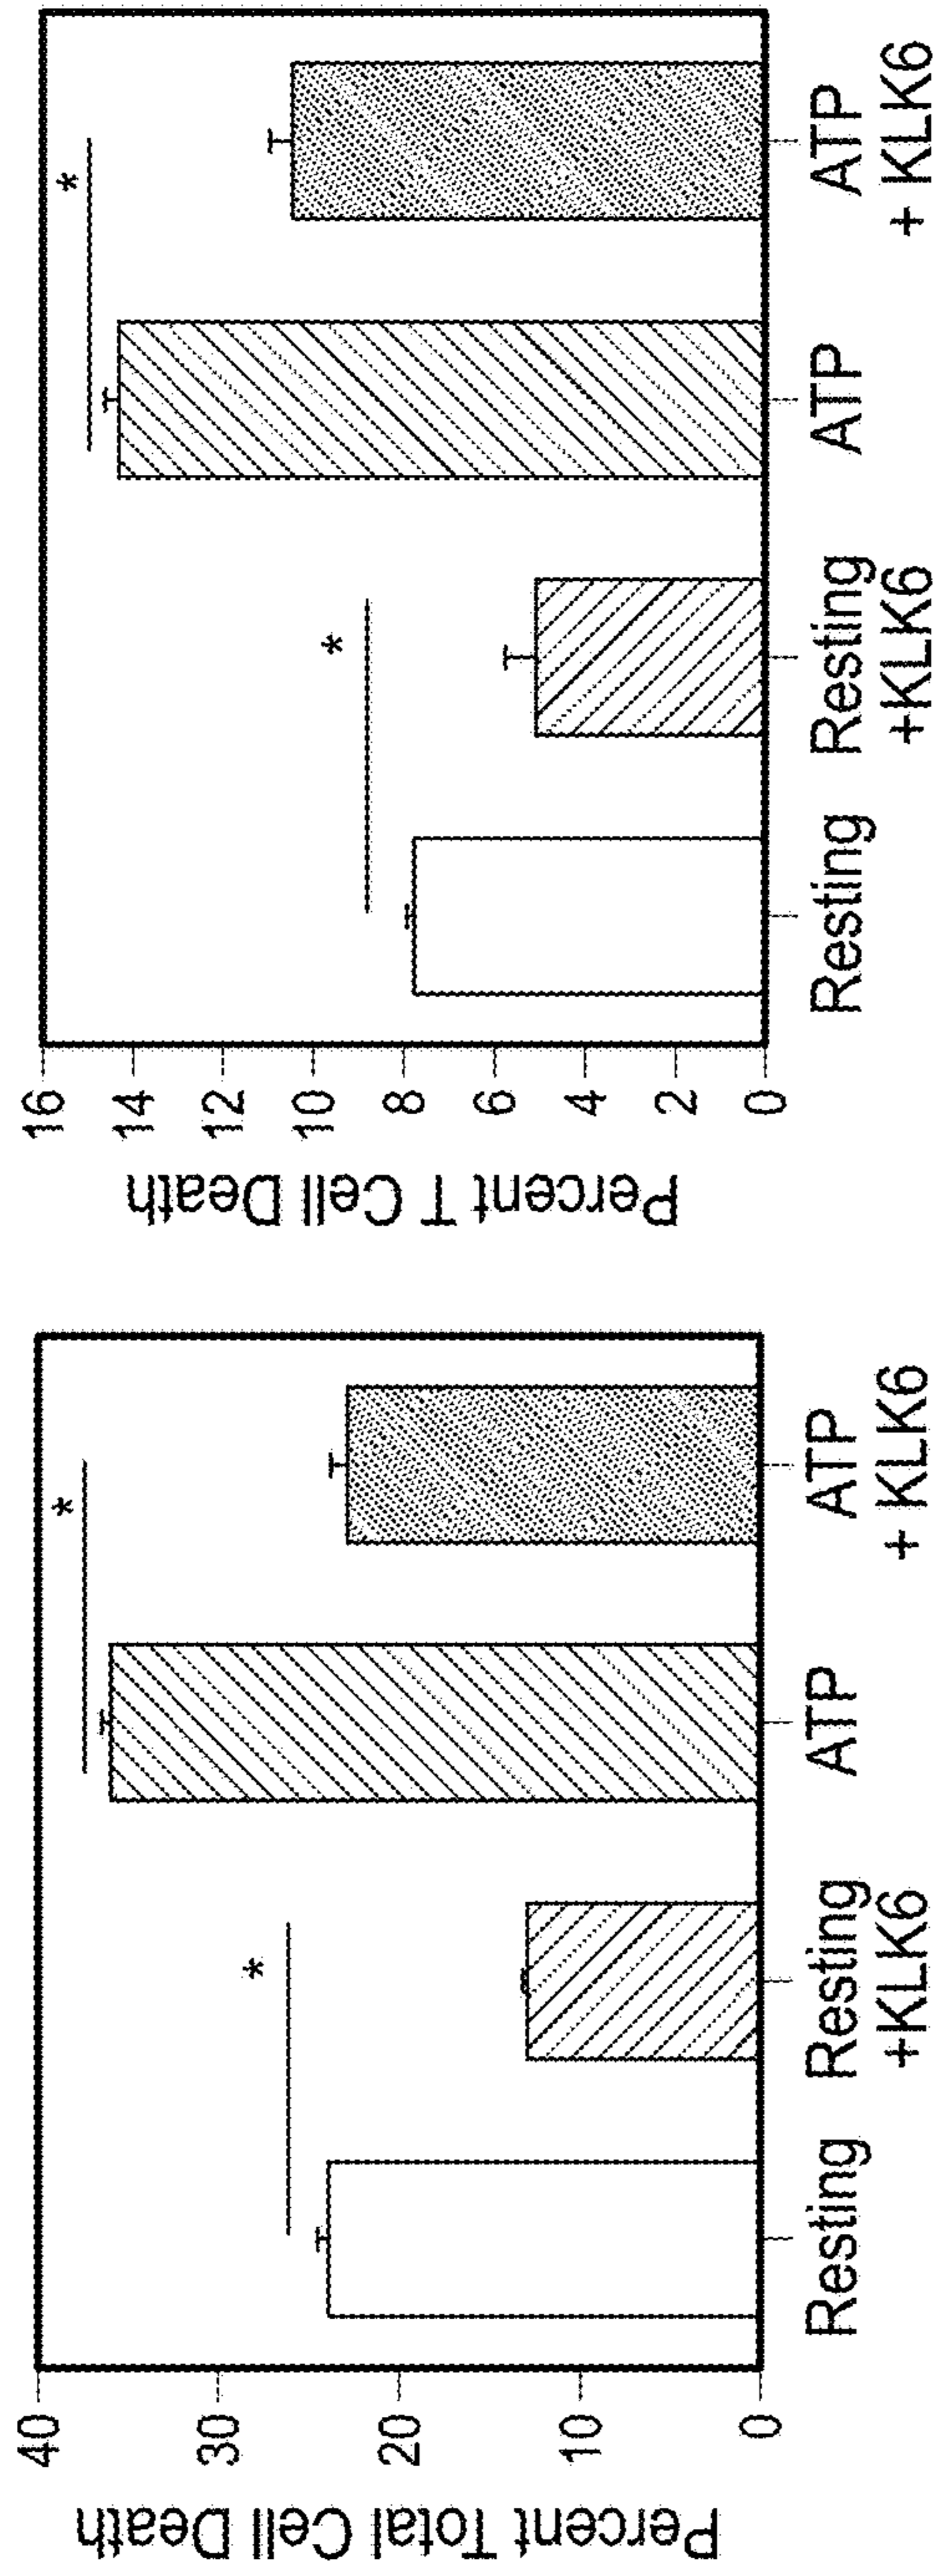 Percent Total Cell Death
40
30
20
10
0
*
*
Resting
Resting
+KLK6
ATP
ATP
+ KLK6
Percent T Cell Death
16
14
12
10
8
6
4
2
0
*
*
Resting
Resting
+KLK6
ATP
ATP
+ KLK6